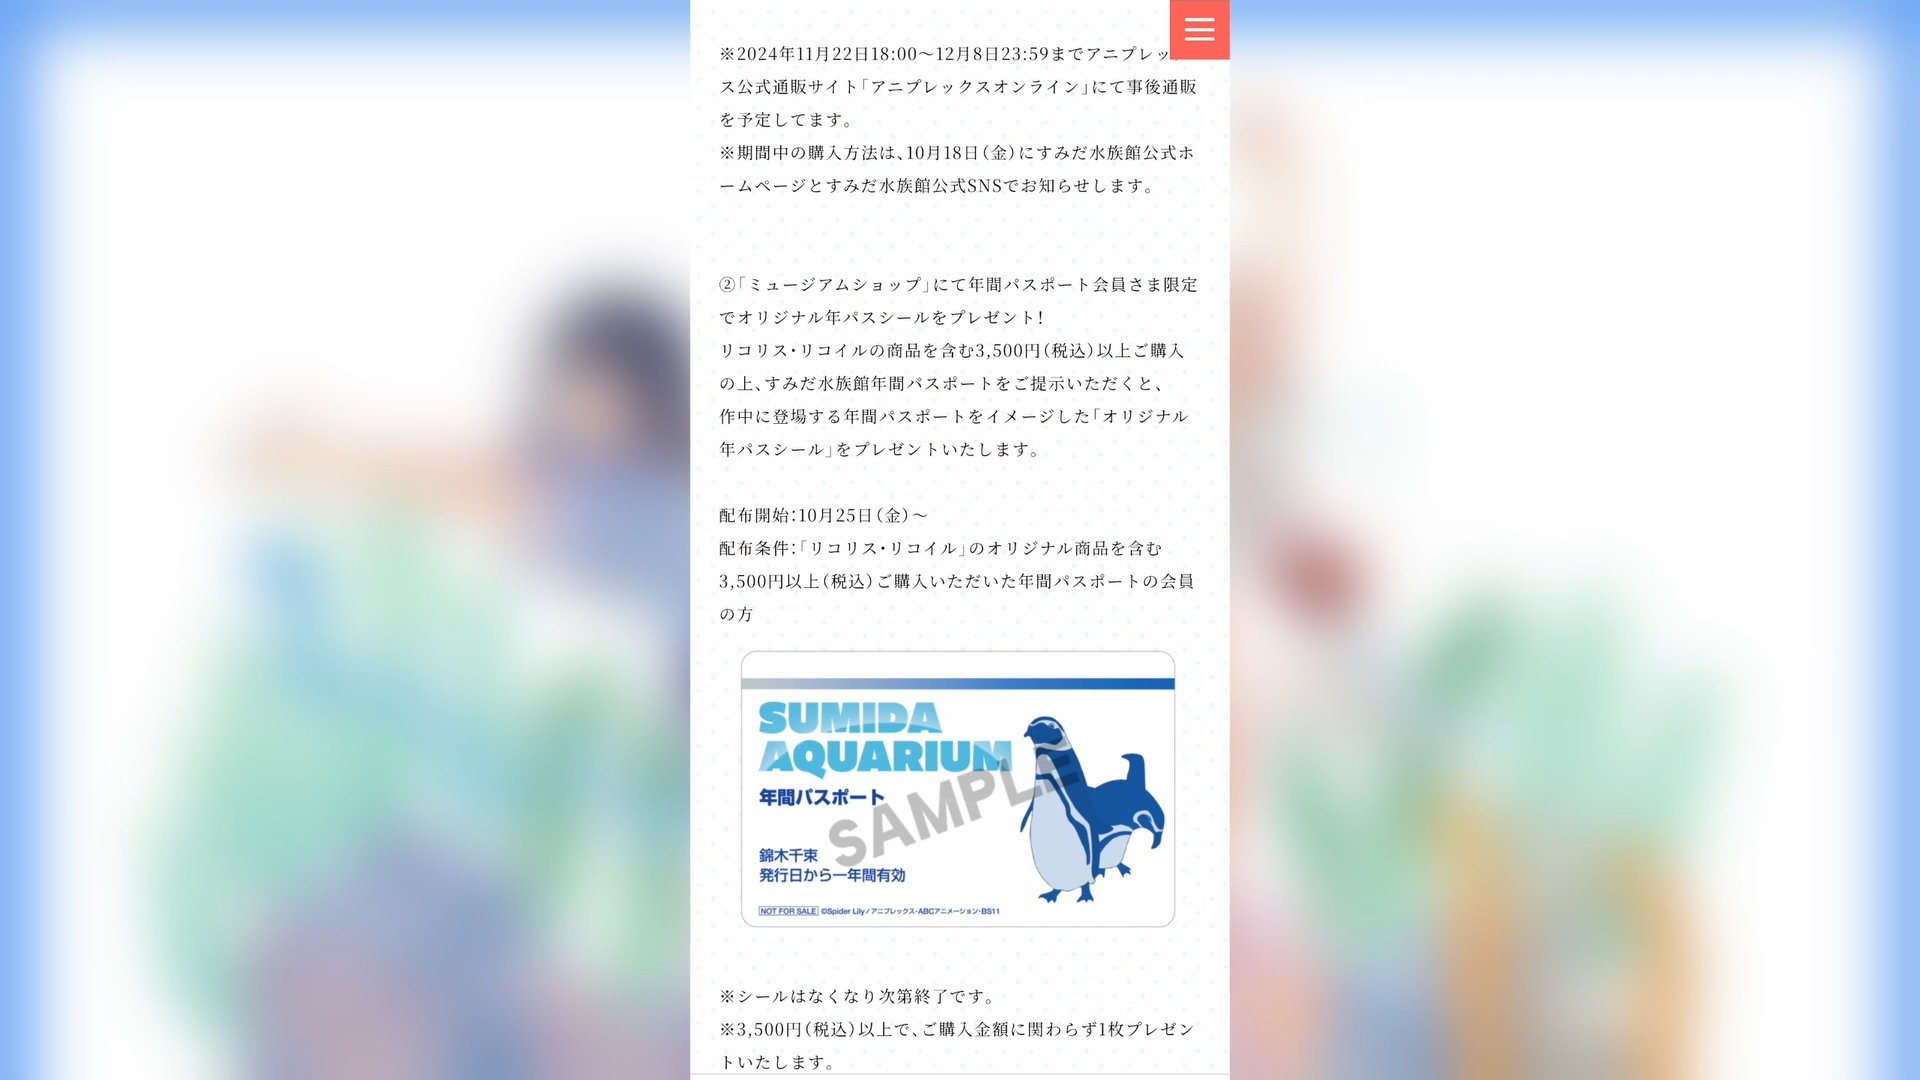 ※2024年11月22日18:00〜12月8日23:59までアニプレッ
ス公式通販サイト「アニプレックスオンライン」にて事後通販
を予定してます。
※期間中の購入方法は、10月18日（金）にすみだ水族館公式ホ
ームページとすみだ水族館公式SNSでお知らせします。
②「ミュージアムショップ」にて年間パスポート会員さま限定
でオリジナル年パスシールをプレゼント！
リコリス・リコイルの商品を含む3,500円（税込）以上ご購入
の上、すみだ水族館年間パスポートをご提示いただくと、
作中に登場する年間パスポートをイメージした「オリジナル
年パスシール」をプレゼントいたします。
配布開始：10月25日（金）〜
配布条件：「リコリス・リコイル」のオリジナル商品を含む
3,500円以上（税込）ご購入いただいた年間パスポートの会員
の方
SUMIDA
AQUARIUM
年間パスポート
SAMPLE
錦木千束
発行日から一年間有効
NOT FOR SALE ©Spider Lily／アニプレックス・ABCアニメーション・BS11
※シールはなくなり次第終了です。
※3,500円（税込）以上で、ご購入金額に関わらず1枚プレゼン
トいたします。